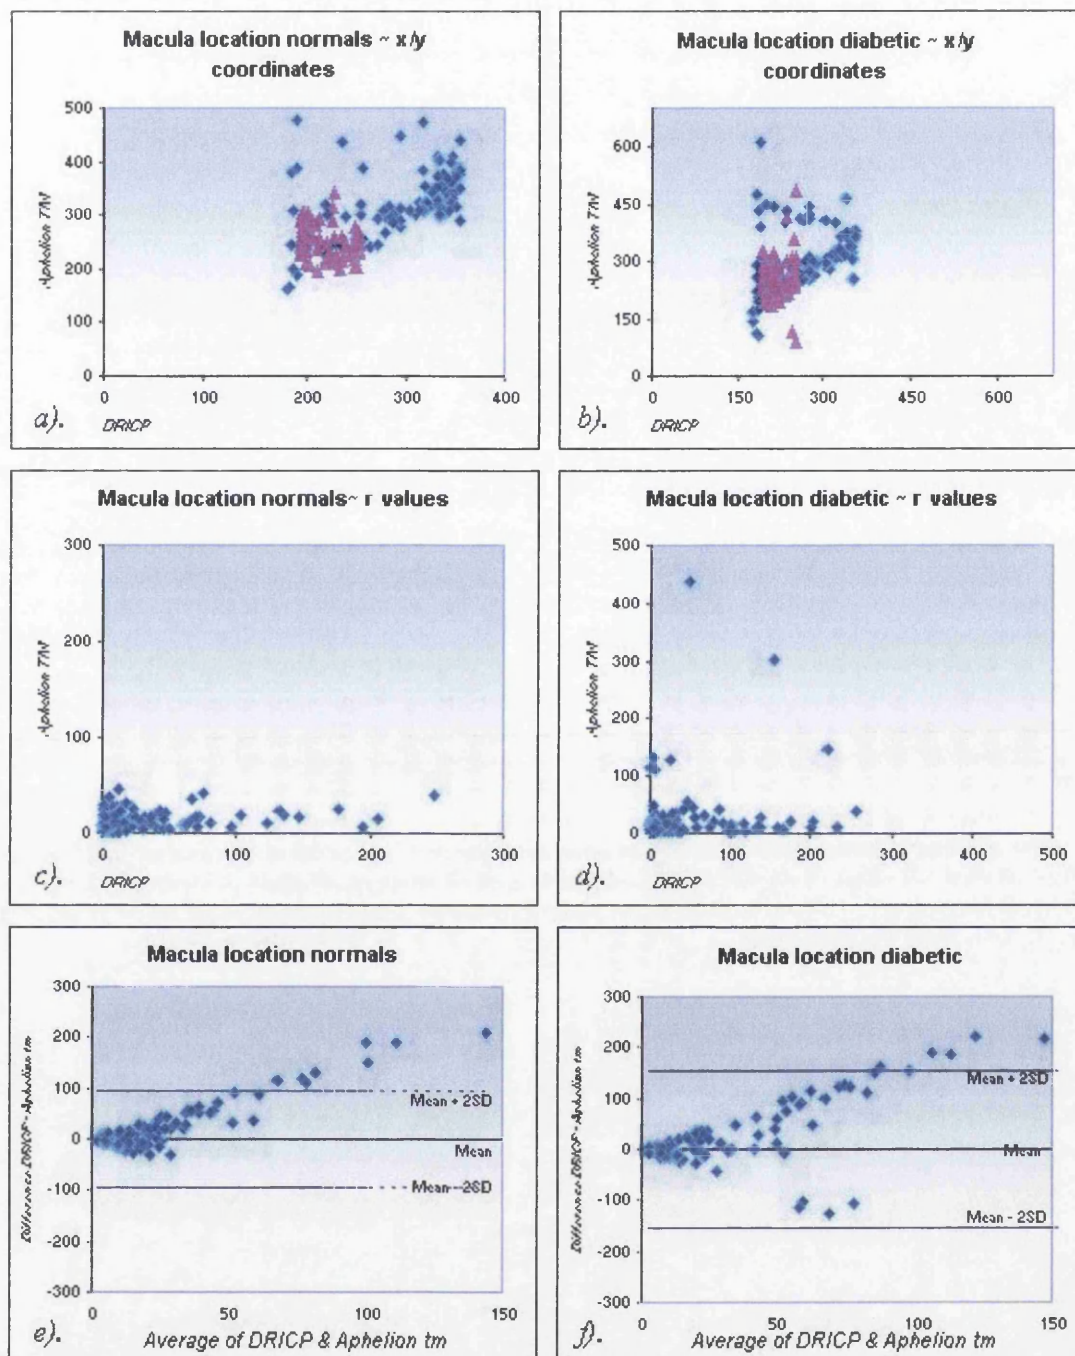 Macula location normals ~ x/y
coordinates
500
400
300
200
100
0
0
100
200
300
400
Aphelion TM
a).
DRICP
Macula location diabetic ~ x/y
coordinates
600
450
300
150
0
0
150
300
450
600
Aphelion TM
b).
DRICP
Macula location normals~ r values
300
200
100
0
0
100
200
300
Aphelion TM
c).
DRICP
Macula location diabetic ~ r values
500
400
300
200
100
0
0
100
200
300
400
500
Aphelion TM
d).
DRICP
Macula location normals
300
200
100
0
-100
-200
-300
0
50
100
150
Difference DRICP - Aphelion tm
Mean + 2SD
Mean
Mean - 2SD
e).
Average of DRICP & Aphelion tm
Macula location diabetic
300
200
100
0
-100
-200
-300
0
50
100
150
Difference DRICP - Aphelion tm
Mean + 2SD
Mean
Mean - 2SD
f).
Average of DRICP & Aphelion tm